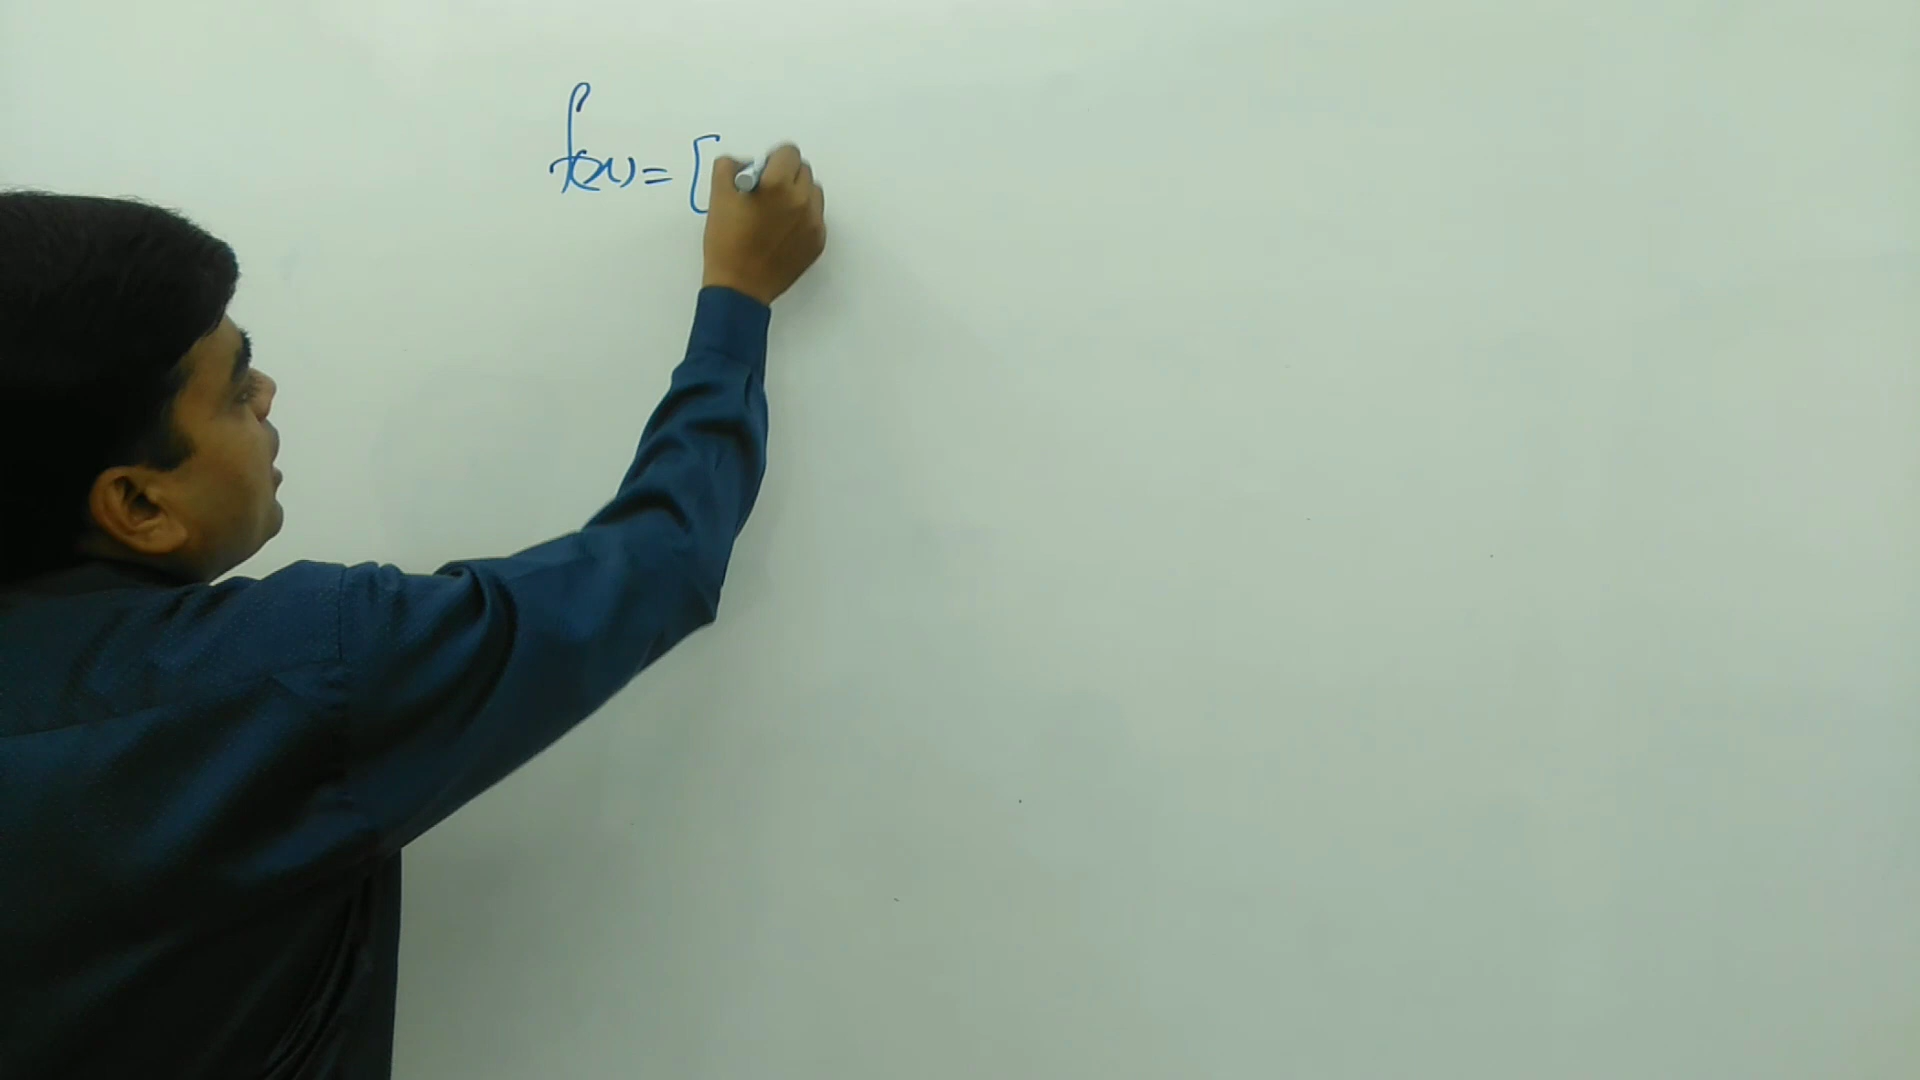 f(x) = [